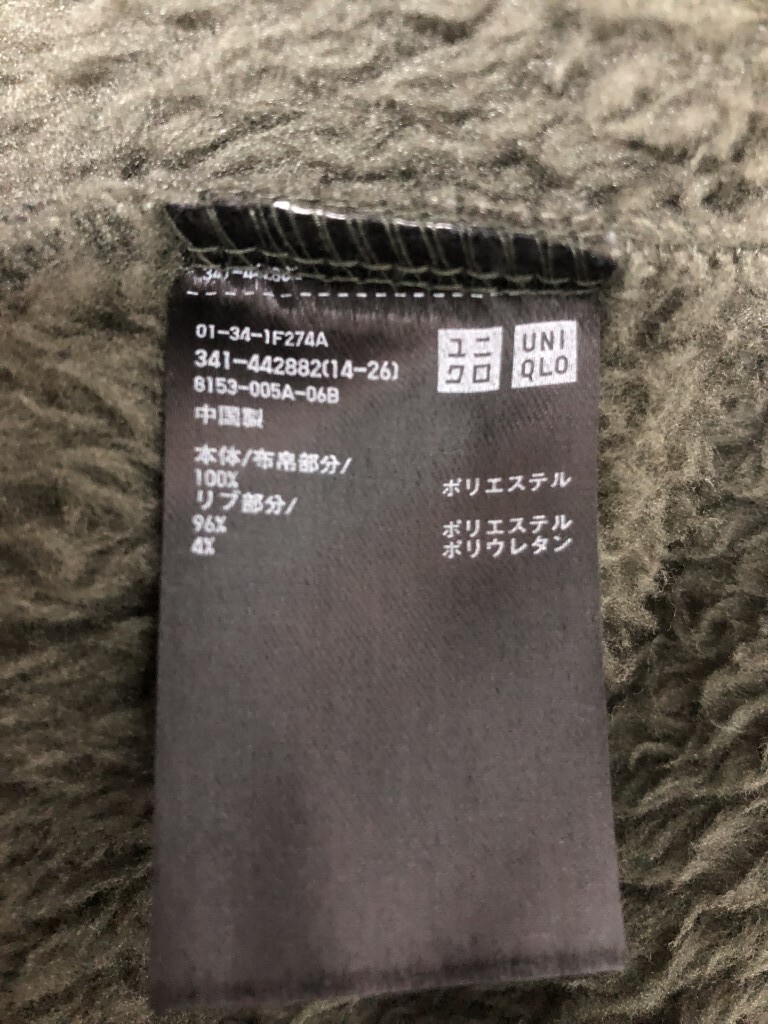 01-34-1F274A
341-442882(14-26)
8153-005A-06B
中国製
ユニ
クロ
UNI
QLO
本体/布帛部分/
100% ポリエステル
リブ部分/
96% ポリエステル
4% ポリウレタン